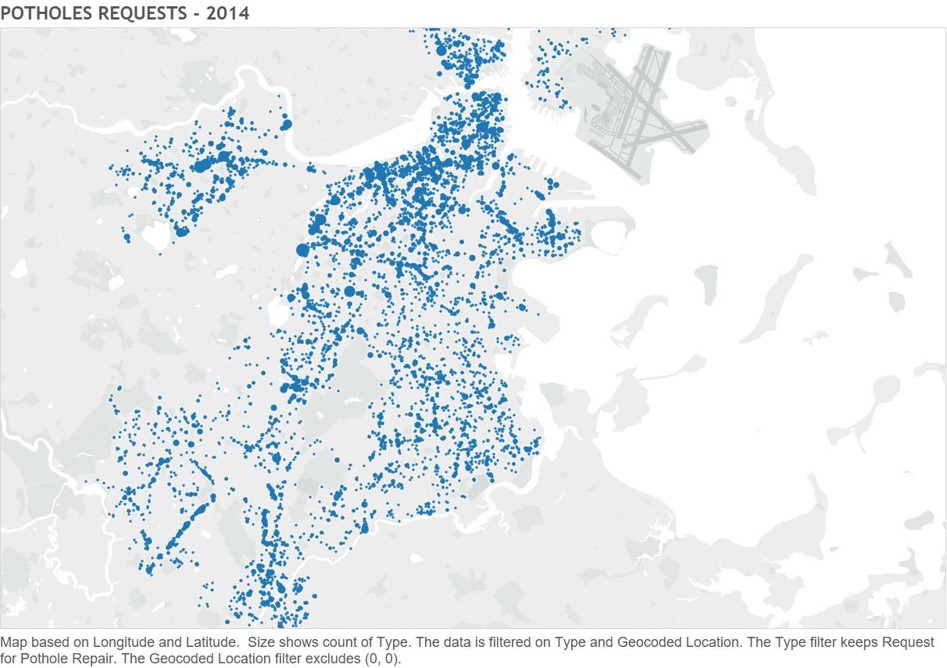 POTHOLES REQUESTS - 2014
Map based on Longitude and Latitude.  Size shows count of Type. The data is filtered on Type and Geocoded Location. The Type filter keeps Request
for Pothole Repair. The Geocoded Location filter excludes (0, 0).